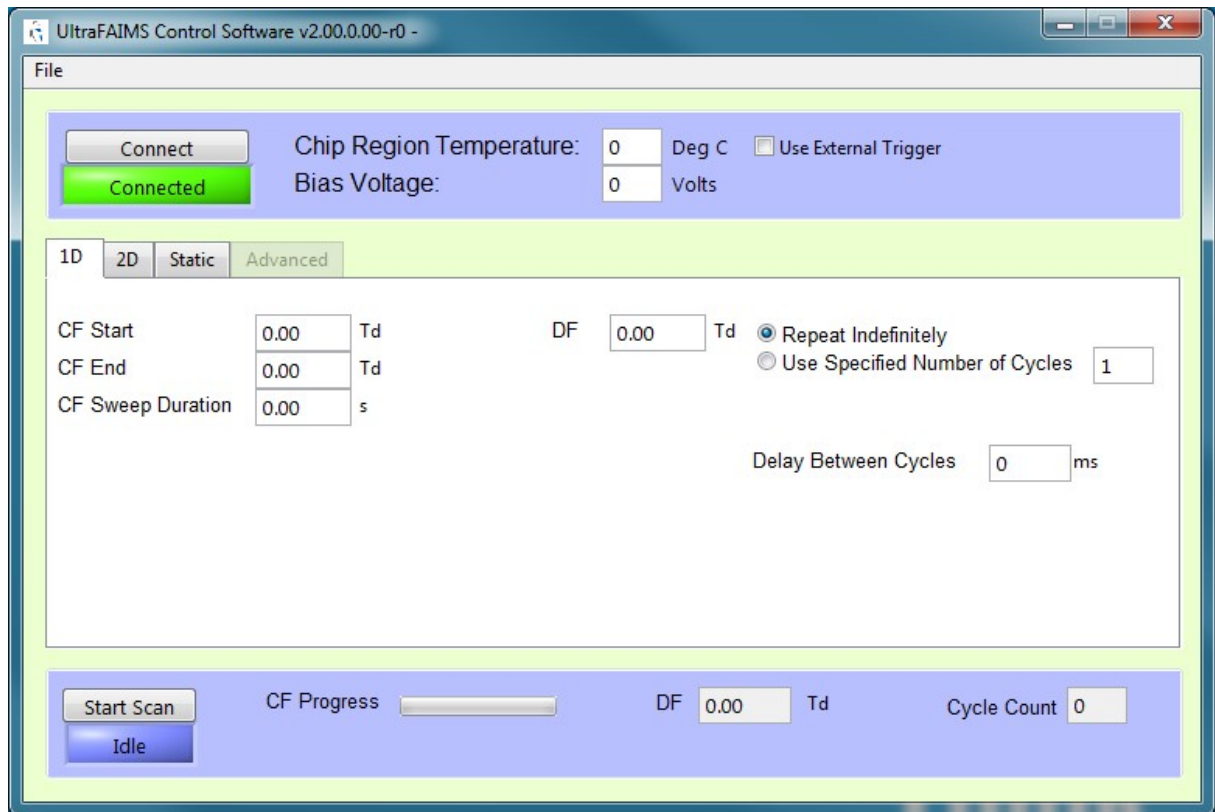 UltraFAIMS Control Software v2.00.0.00-r0 -
File
Connect
Connected
Chip Region Temperature: 0 Deg C Use External Trigger
Bias Voltage: 0 Volts
1D 2D Static Advanced
CF Start 0.00 Td DF 0.00 Td Repeat Indefinitely
CF End 0.00 Td Use Specified Number of Cycles 1
CF Sweep Duration 0.00 s
Delay Between Cycles 0 ms
Start Scan CF Progress DF 0.00 Td Cycle Count 0
Idle